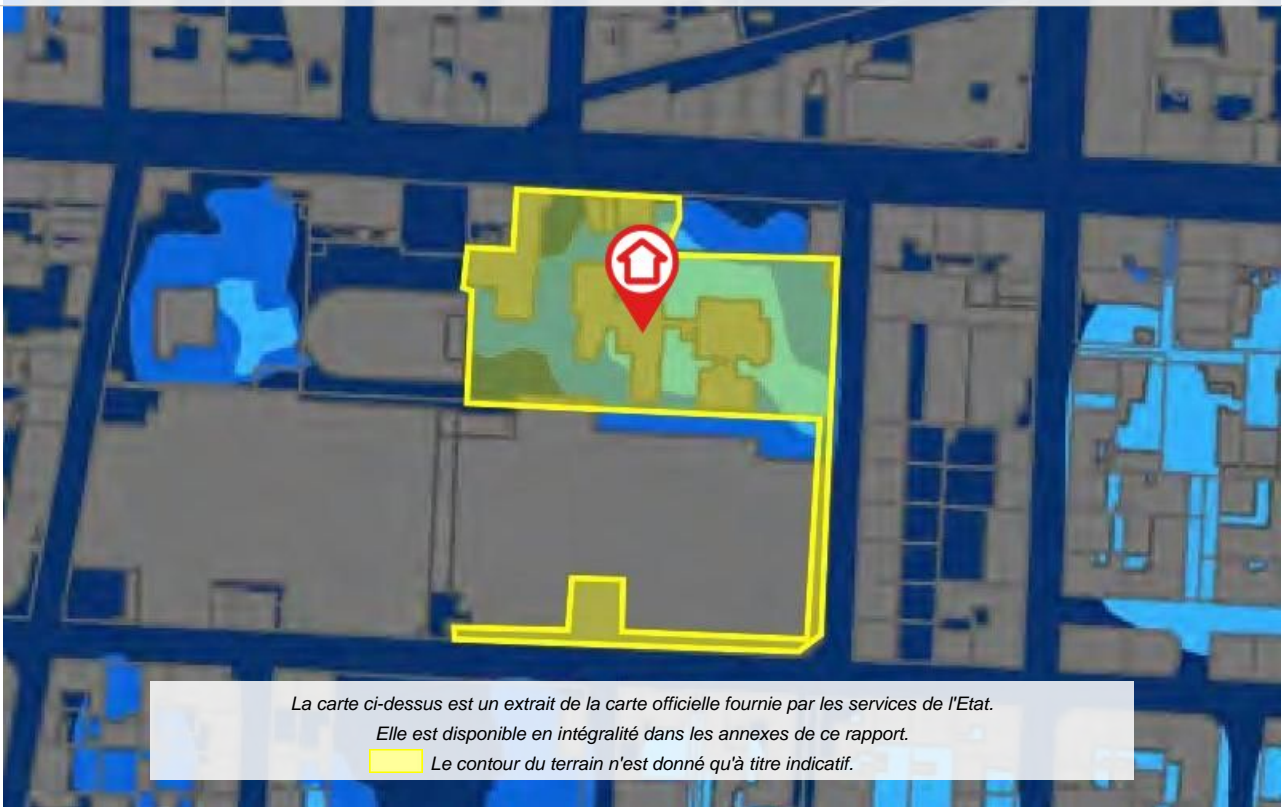 La carte ci-dessus est un extrait de la carte officielle fournie par les services de l'Etat.
Elle est disponible en intégralité dans les annexes de ce rapport.
Le contour du terrain n'est donné qu'à titre indicatif.